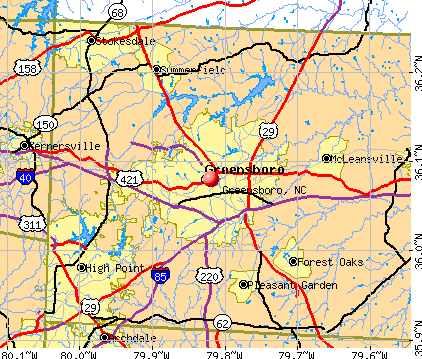 68
Stokesdale
158
Summerfield
36.2°N
150
29
Kernersville
McLeansville
36.1°N
Greensboro
40
421
Greensboro, NC
311
36.0°N
Forest Oaks
High Point
85
220
Pleasant Garden
29
62
35.9°N
80.1°W
80.0°W
79.9°W
79.8°W
79.7°W
79.6°W